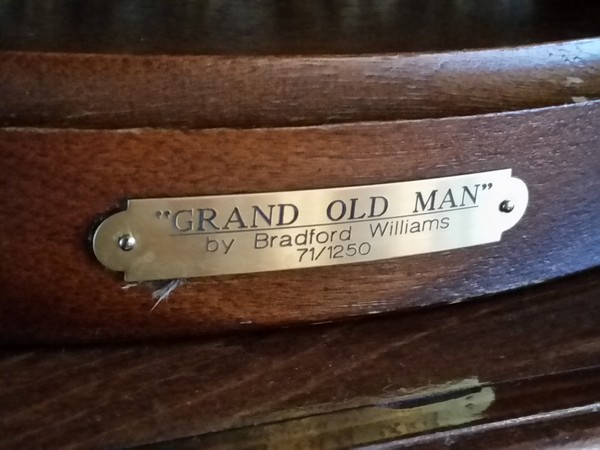 "GRAND OLD MAN"
by Bradford Williams
71/1250